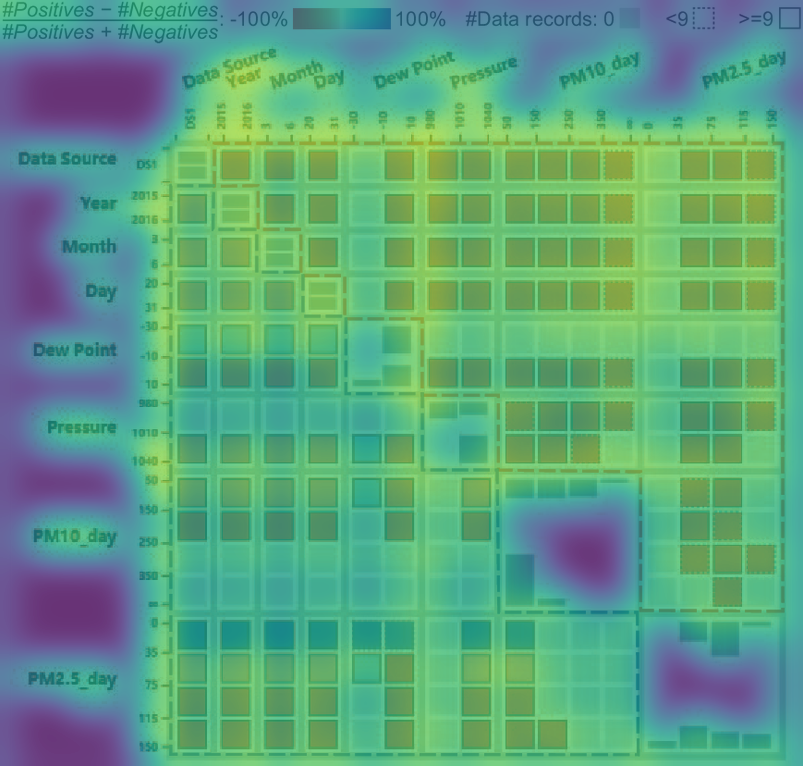 #Positives − #Negatives
#Positives + #Negatives
: -100% 100% #Data records: 0 <9 >=9
Data Source Year Month Day Dew Point Pressure PM10_day PM2.5_day
DS1 2015 2016 3 6 20 31 -30 -10 10 980 1010 1040 50 150 250 350 ∞ 0 35 75 115 150
Data Source DS1
Year 2015 2016
Month 3 6
Day 20 31
Dew Point -30 -10 10
Pressure 980 1010 1040
PM10_day 50 150 250 350 ∞
PM2.5_day 0 35 75 115 150